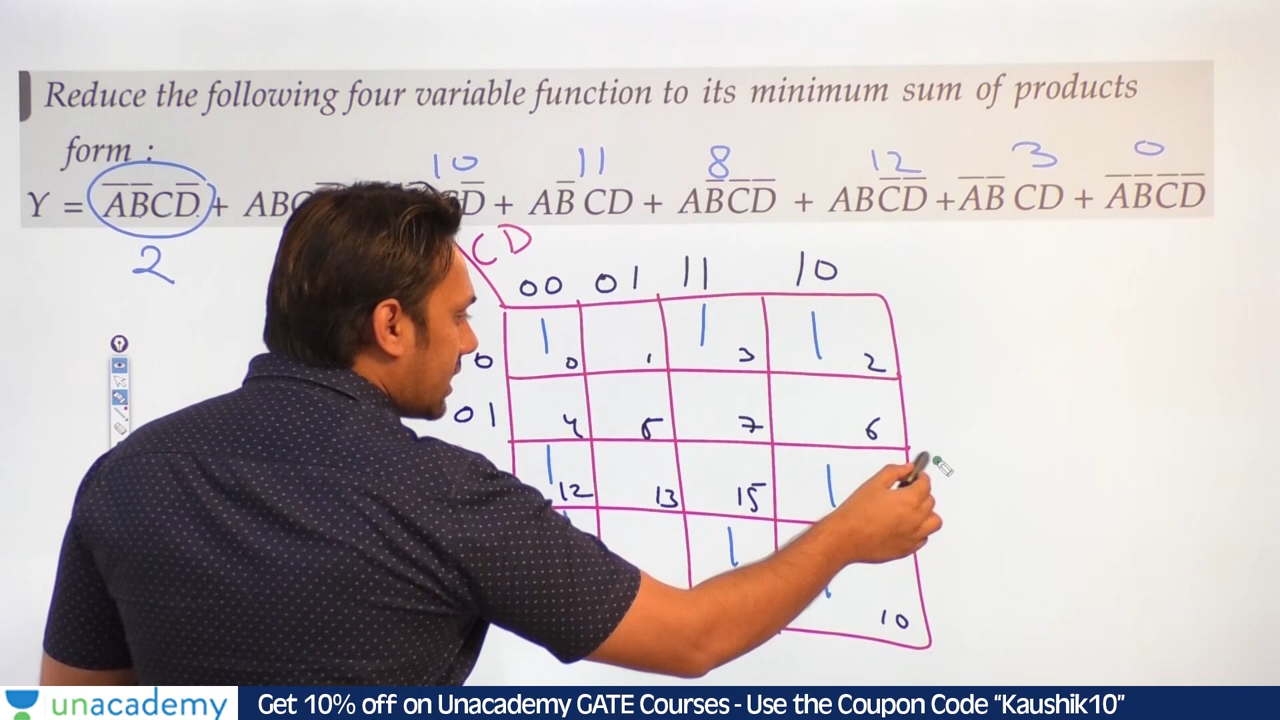 Reduce the following four variable function to its minimum sum of products
form :
10 11 8 12 3 0
Y = A̅B̅CD̅ + ABC D̅ + AB̅ CD + AB̅C̅D̅ + ABC̅D̅ + A̅B̅ CD + A̅B̅C̅D̅
2
CD
00 01 11 10
0 1 0 1 1 3 1 2
01 4 5 7 6
1 12 13 15 1
1
10
unacademy
Get 10% off on Unacademy GATE Courses - Use the Coupon Code “Kaushik10”